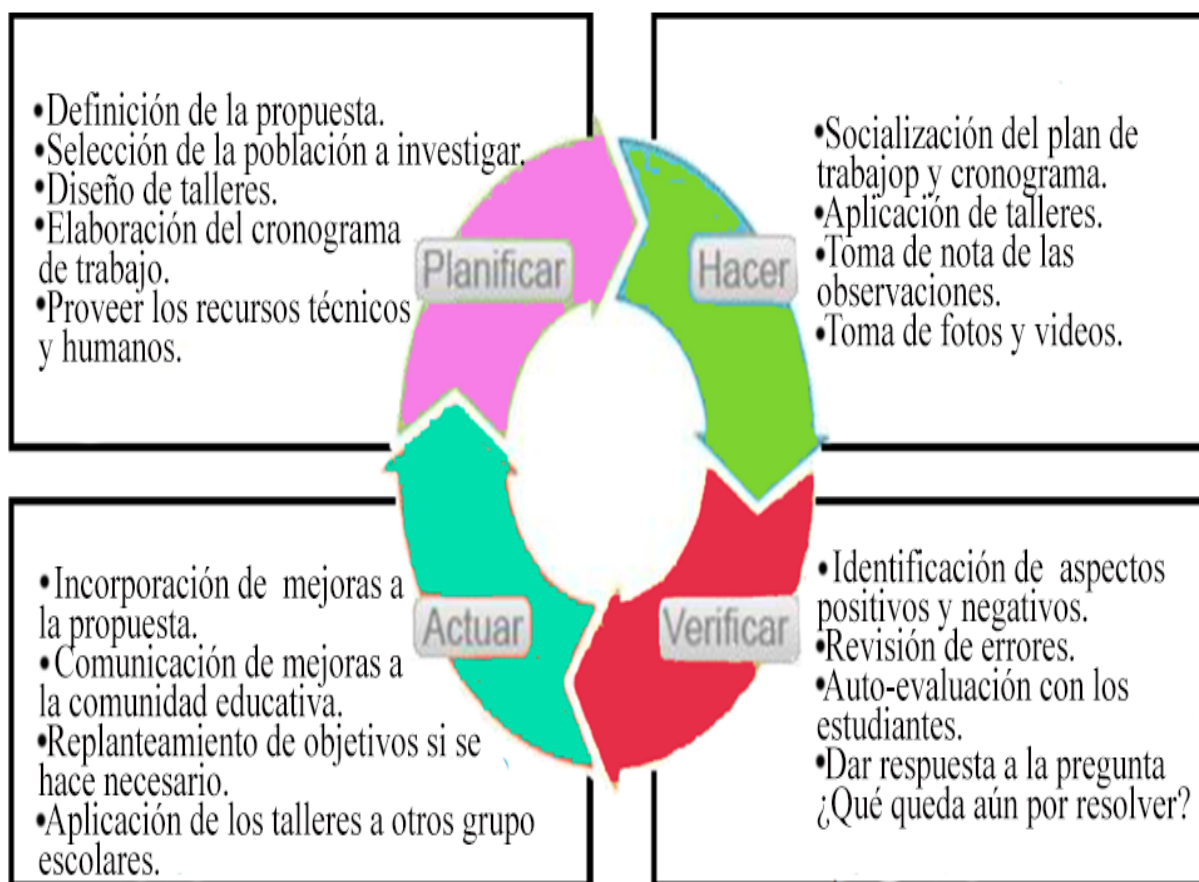 •Definición de la propuesta.
•Selección de la población a investigar.
•Diseño de talleres.
•Elaboración del cronograma
de trabajo.
•Proveer los recursos técnicos
y humanos.
Planificar
Hacer
•Socialización del plan de
trabajop y cronograma.
•Aplicación de talleres.
•Toma de nota de las
observaciones.
•Toma de fotos y videos.
•Incorporación de mejoras a
la propuesta.
•Comunicación de mejoras a
la comunidad educativa.
•Replanteamiento de objetivos si se
hace necesario.
•Aplicación de los talleres a otros grupo
escolares.
Actuar
Verificar
•Identificación de aspectos
positivos y negativos.
•Revisión de errores.
•Auto-evaluación con los
estudiantes.
•Dar respuesta a la pregunta
¿Qué queda aún por resolver?